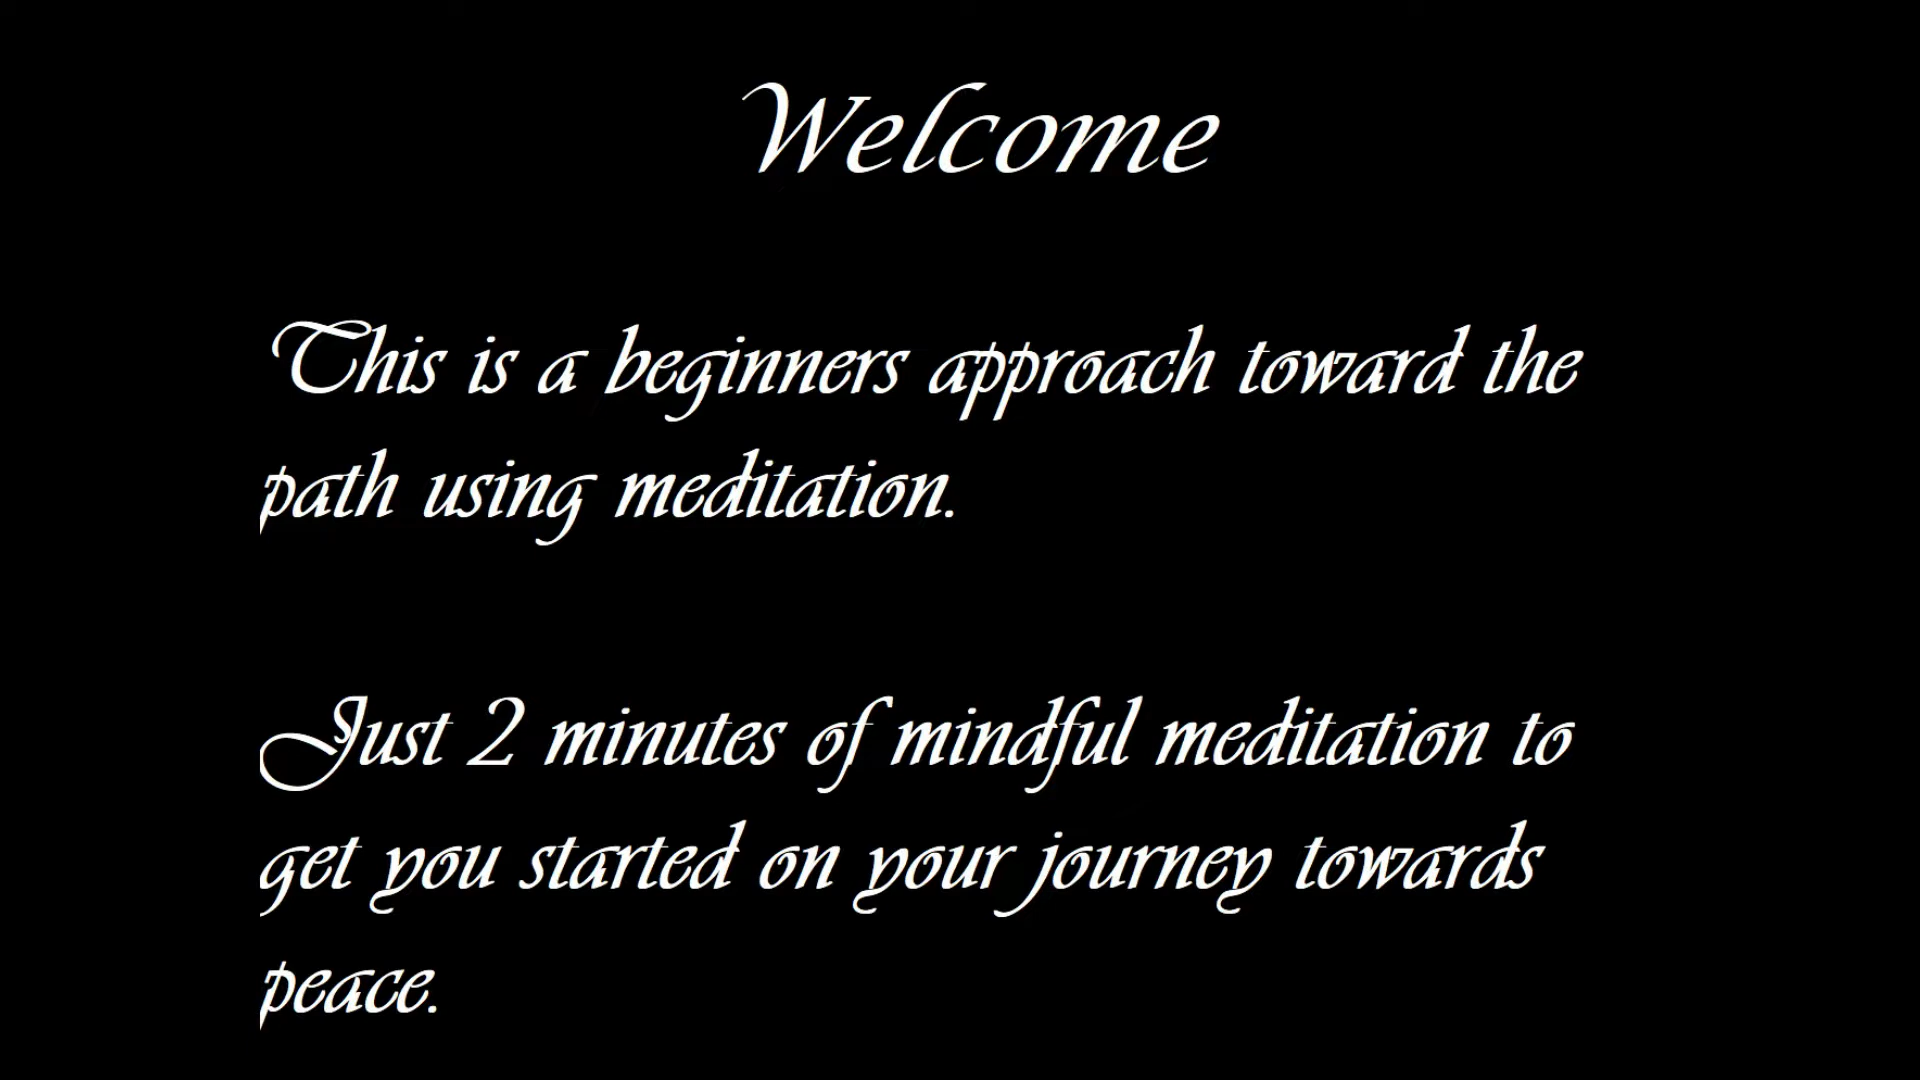 Welcome
This is a beginners approach toward the
path using meditation.
Just 2 minutes of mindful meditation to
get you started on your journey towards
peace.